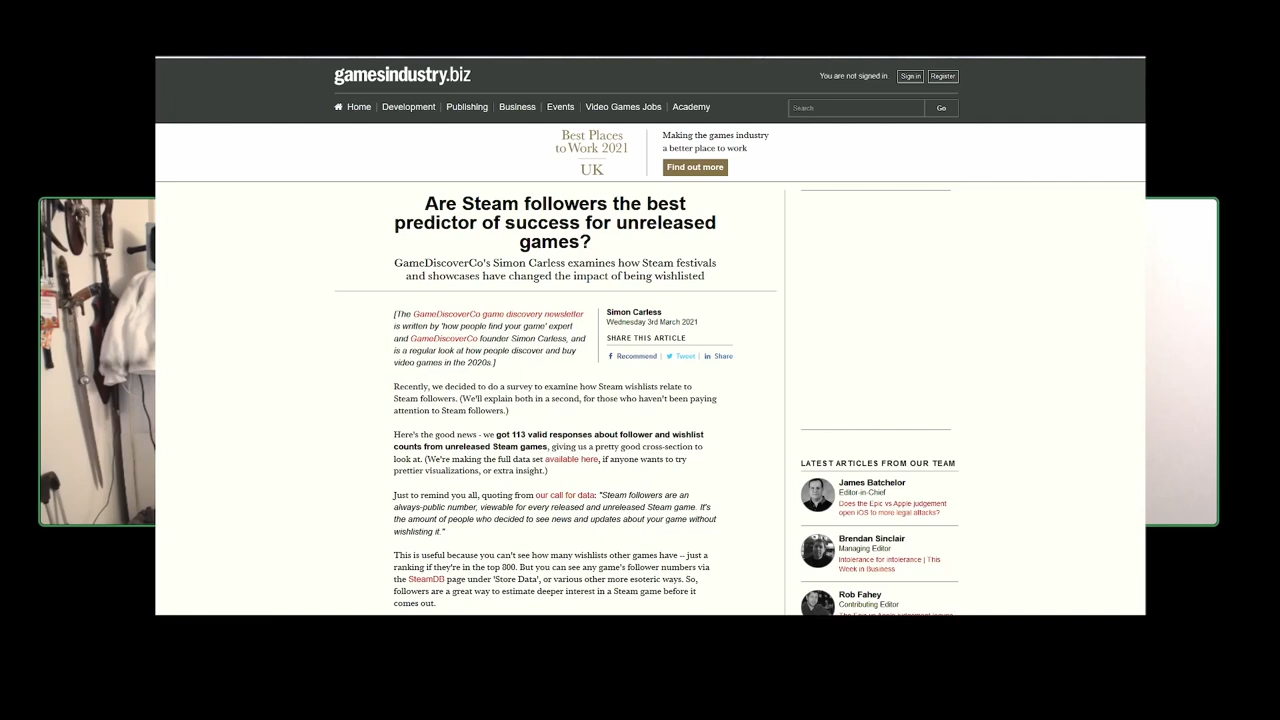 gamesindustry.biz
You are not signed in
Sign in
Register
Home
Development
Publishing
Business
Events
Video Games Jobs
Academy
Search
Go
Best Places
to Work 2021
UK
Making the games industry
a better place to work
Find out more
Are Steam followers the best
predictor of success for unreleased
games?
GameDiscoverCo's Simon Carless examines how Steam festivals
and showcases have changed the impact of being wishlisted
[The GameDiscoverCo game discovery newsletter
is written by 'how people find your game' expert
and GameDiscoverCo founder Simon Carless, and
is a regular look at how people discover and buy
video games in the 2020s.]
Simon Carless
Wednesday 3rd March 2021
SHARE THIS ARTICLE
Recommend
Tweet
Share
Recently, we decided to do a survey to examine how Steam wishlists relate to
Steam followers. (We'll explain both in a second, for those who haven't been paying
attention to Steam followers.)
Here's the good news - we got 113 valid responses about follower and wishlist
counts from unreleased Steam games, giving us a pretty good cross-section to
look at. (We're making the full data set available here, if anyone wants to try
prettier visualizations, or extra insight.)
Just to remind you all, quoting from our call for data: "Steam followers are an
always-public number, viewable for every released and unreleased Steam game. It's
the amount of people who decided to see news and updates about your game without
wishlisting it."
This is useful because you can't see how many wishlists other games have -- just a
ranking if they're in the top 800. But you can see any game's follower numbers via
the SteamDB page under 'Store Data', or various other more esoteric ways. So,
followers are a great way to estimate deeper interest in a Steam game before it
comes out.
LATEST ARTICLES FROM OUR TEAM
James Batchelor
Editor-in-Chief
Does the Epic vs Apple judgement
open iOS to more legal attacks?
Brendan Sinclair
Managing Editor
Intolerance for intolerance | This
Week in Business
Rob Fahey
Contributing Editor